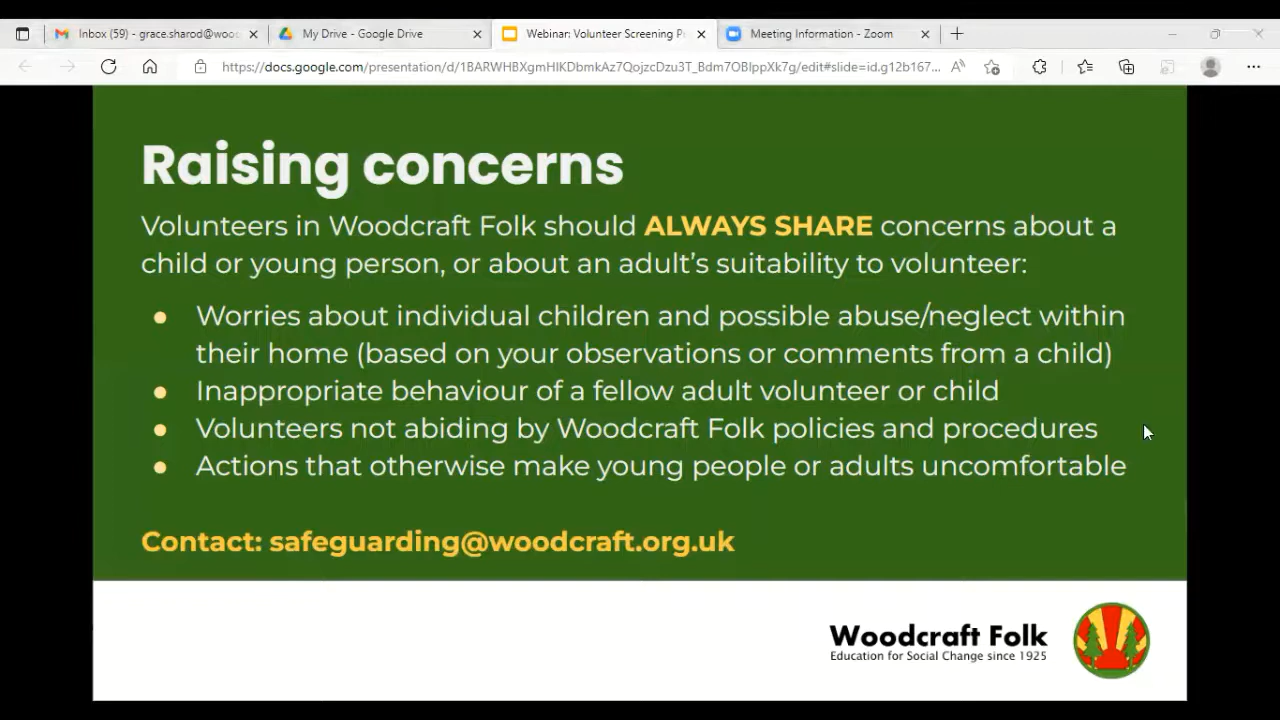 Inbox (59) - grace.sharod@woo
My Drive - Google Drive
Webinar: Volunteer Screening P
Meeting Information - Zoom
https://docs.google.com/presentation/d/1BARWHBXgmHIKDbmkAz7QojzcDzu3T_Bdm7OBlppXk7g/edit#slide=id.g12b167...
Raising concerns
Volunteers in Woodcraft Folk should ALWAYS SHARE concerns about a
child or young person, or about an adult's suitability to volunteer:
● Worries about individual children and possible abuse/neglect within
their home (based on your observations or comments from a child)
● Inappropriate behaviour of a fellow adult volunteer or child
● Volunteers not abiding by Woodcraft Folk policies and procedures
● Actions that otherwise make young people or adults uncomfortable
Contact: safeguarding@woodcraft.org.uk
Woodcraft Folk
Education for Social Change since 1925